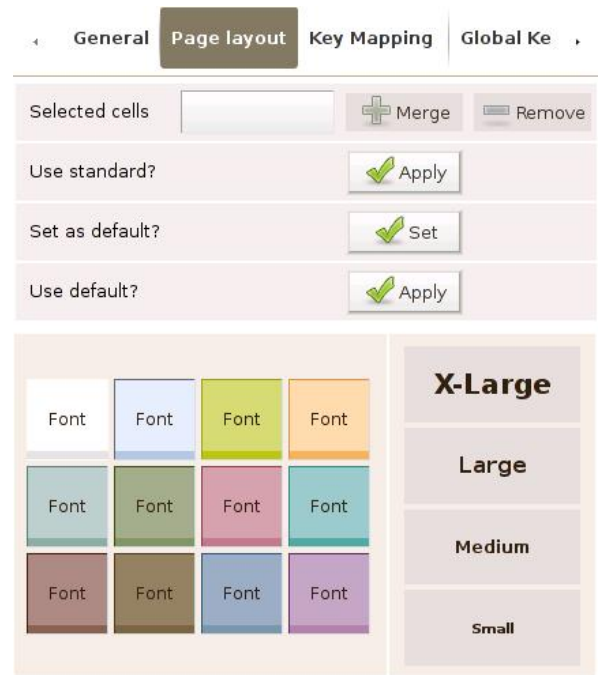 General Page layout Key Mapping Global Ke
Selected cells Merge Remove
Use standard? Apply
Set as default? Set
Use default? Apply
Font Font Font Font
Font Font Font Font
Font Font Font Font
X-Large
Large
Medium
Small